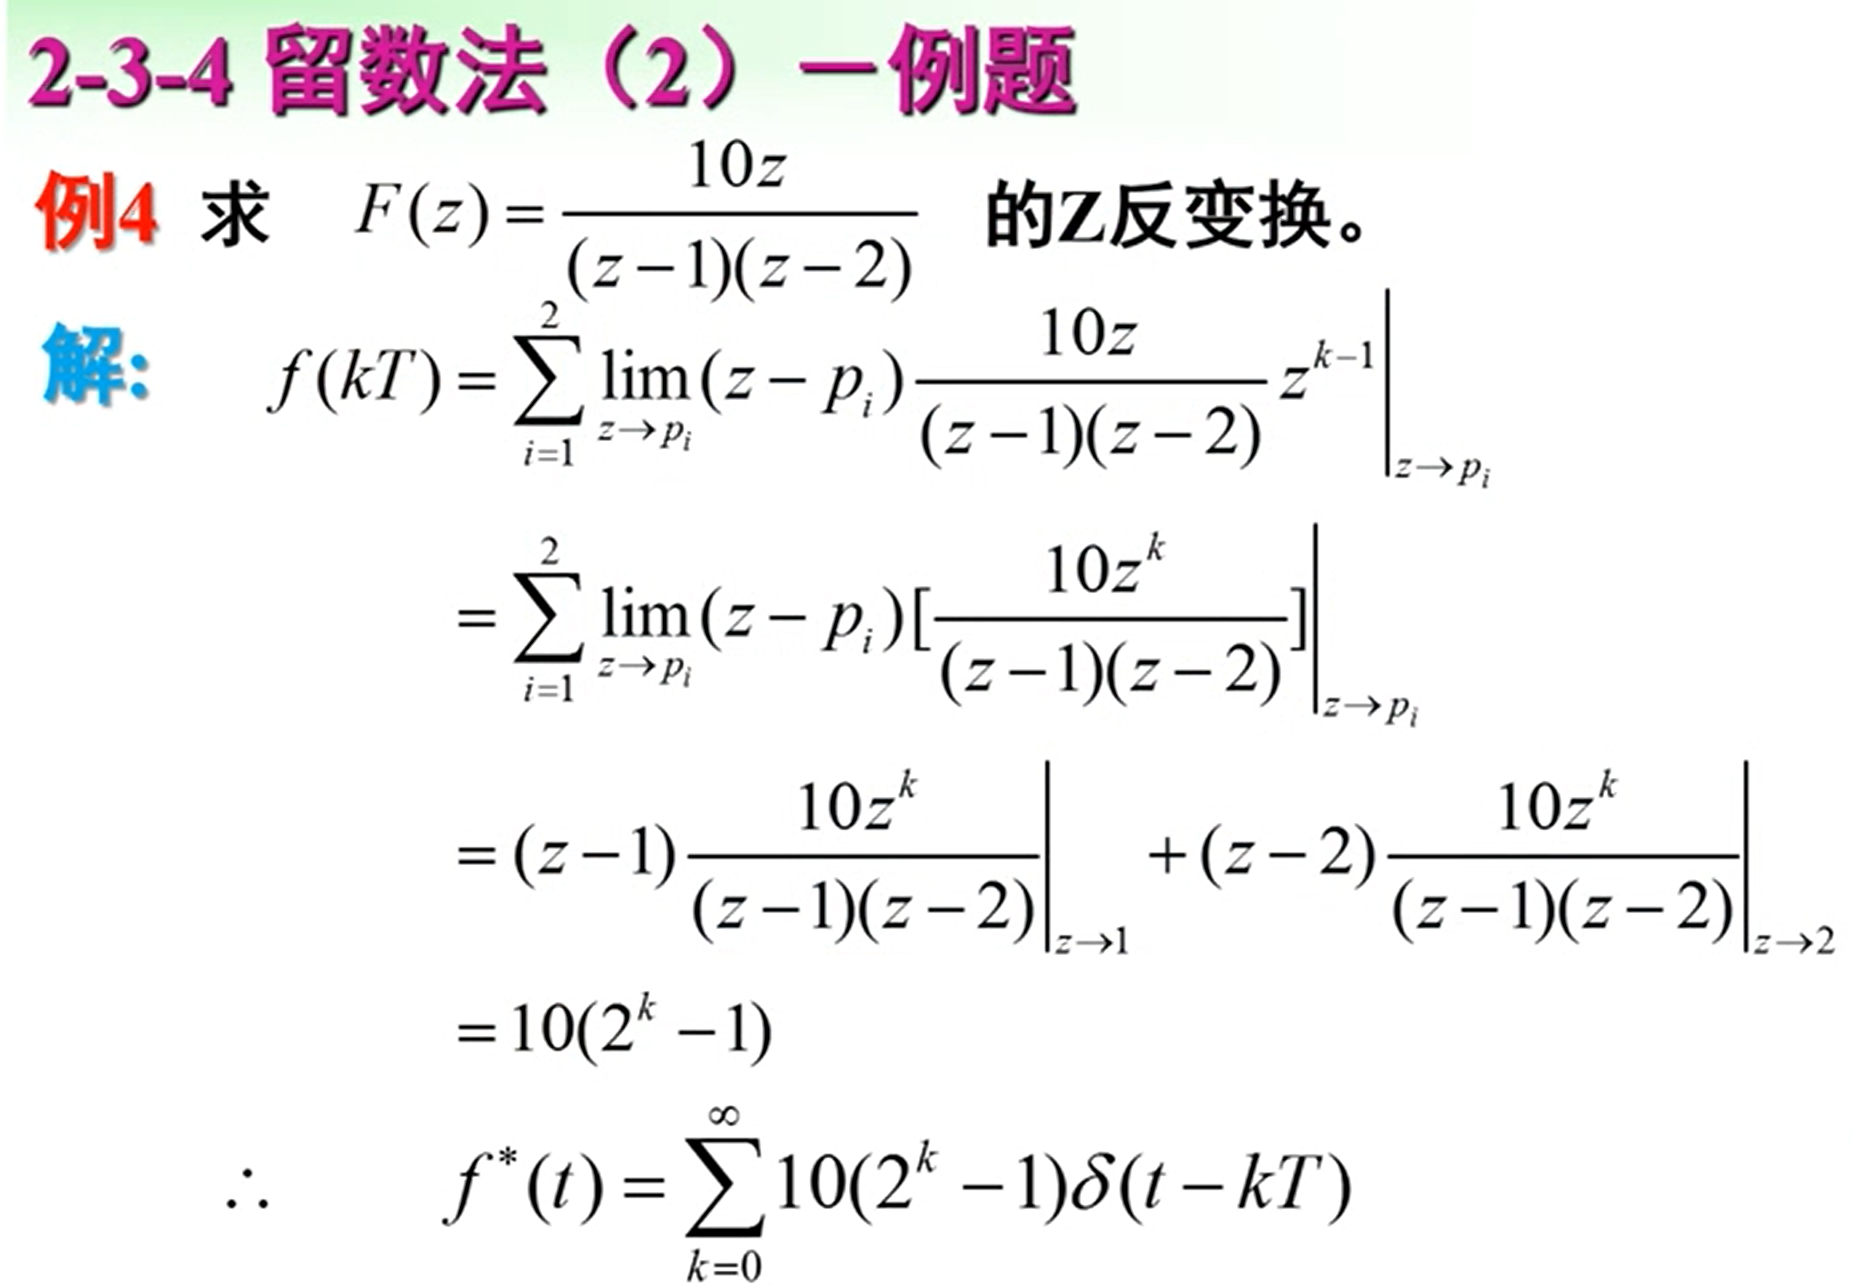 2-3-4 留数法（2）－例题
例4 求 $F(z)=\frac{10z}{(z-1)(z-2)}$ 的Z反变换。
解: $f(kT)=\sum_{i=1}^{2}\lim_{z\to p_i}(z-p_i)\frac{10z}{(z-1)(z-2)}z^{k-1}\Big|_{z\to p_i}$
$=\sum_{i=1}^{2}\lim_{z\to p_i}(z-p_i)[\frac{10z^k}{(z-1)(z-2)}]\Big|_{z\to p_i}$
$=(z-1)\frac{10z^k}{(z-1)(z-2)}\Big|_{z\to 1}+(z-2)\frac{10z^k}{(z-1)(z-2)}\Big|_{z\to 2}$
$=10(2^k-1)$
$\therefore f^*(t)=\sum_{k=0}^{\infty}10(2^k-1)\delta(t-kT)$